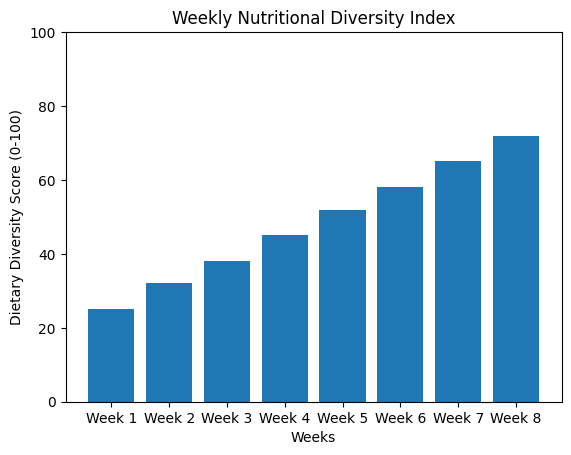 Weekly Nutritional Diversity Index
Dietary Diversity Score (0-100)
100
80
60
40
20
0
Week 1 Week 2 Week 3 Week 4 Week 5 Week 6 Week 7 Week 8
Weeks